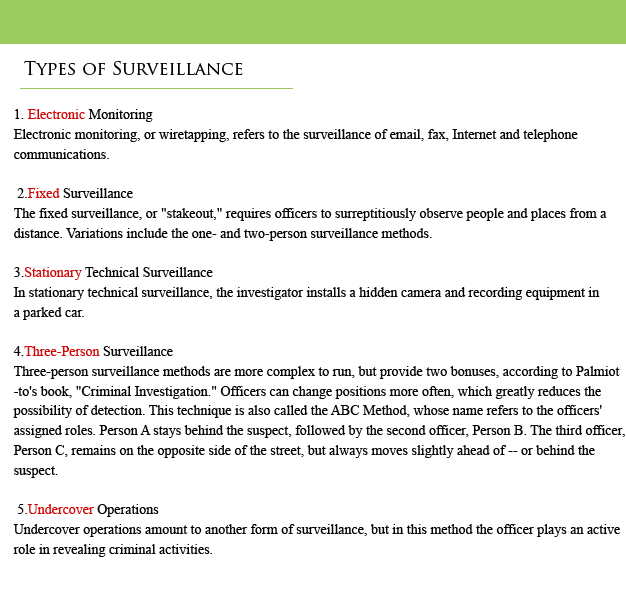 Types of Surveillance
1. Electronic Monitoring
Electronic monitoring, or wiretapping, refers to the surveillance of email, fax, Internet and telephone
communications.
2.Fixed Surveillance
The fixed surveillance, or "stakeout," requires officers to surreptitiously observe people and places from a
distance. Variations include the one- and two-person surveillance methods.
3.Stationary Technical Surveillance
In stationary technical surveillance, the investigator installs a hidden camera and recording equipment in
a parked car.
4.Three-Person Surveillance
Three-person surveillance methods are more complex to run, but provide two bonuses, according to Palmiot
-to's book, "Criminal Investigation." Officers can change positions more often, which greatly reduces the
possibility of detection. This technique is also called the ABC Method, whose name refers to the officers'
assigned roles. Person A stays behind the suspect, followed by the second officer, Person B. The third officer,
Person C, remains on the opposite side of the street, but always moves slightly ahead of -- or behind the
suspect.
5.Undercover Operations
Undercover operations amount to another form of surveillance, but in this method the officer plays an active
role in revealing criminal activities.